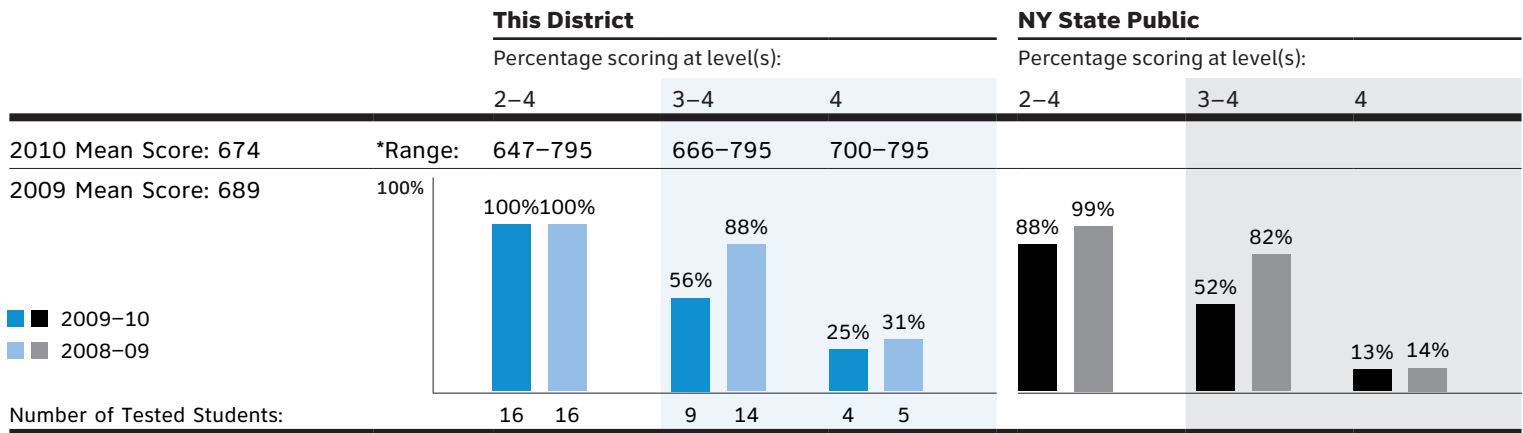 This District NY State Public
Percentage scoring at level(s): Percentage scoring at level(s):
2–4 3–4 4 2–4 3–4 4
2010 Mean Score: 674 *Range: 647–795 666–795 700–795
2009 Mean Score: 689 100%
100% 100% 88% 99%
88% 82%
56% 52%
25% 31% 13% 14%
2009–10
2008–09
Number of Tested Students: 16 16 9 14 4 5